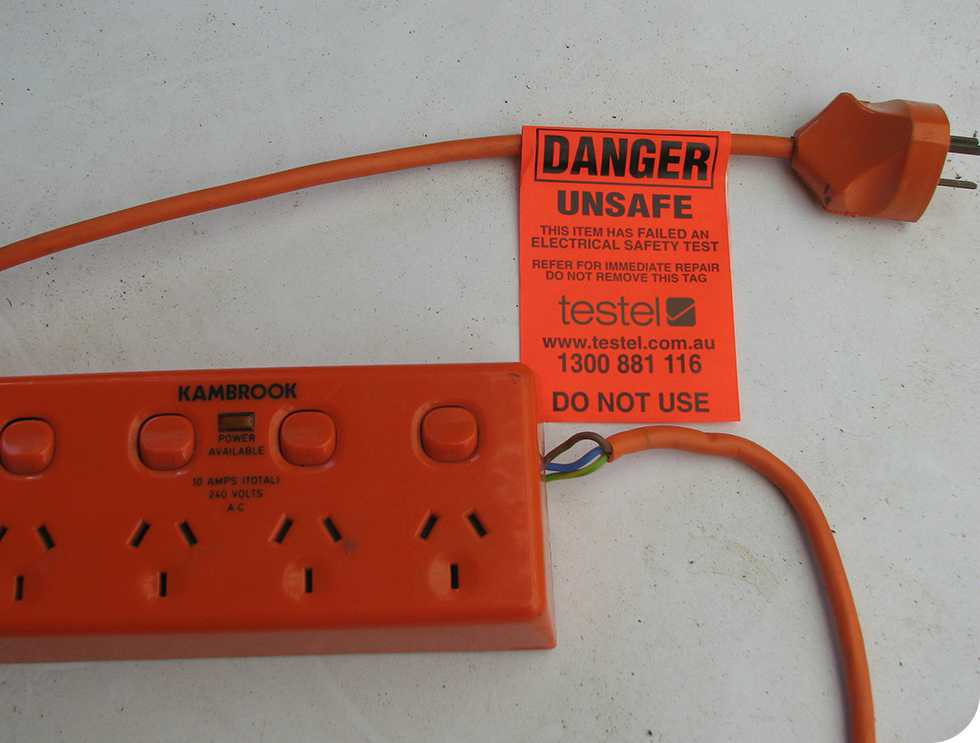 DANGER
UNSAFE
THIS ITEM HAS FAILED AN
ELECTRICAL SAFETY TEST
REFER FOR IMMEDIATE REPAIR
DO NOT REMOVE THIS TAG
testel
www.testel.com.au
1300 881 116
DO NOT USE
KAMBROOK
POWER
AVAILABLE
10 AMPS (TOTAL)
240 VOLTS
A C